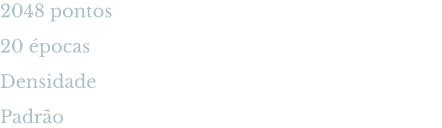 2048 pontos
20 épocas
Densidade
Padrão